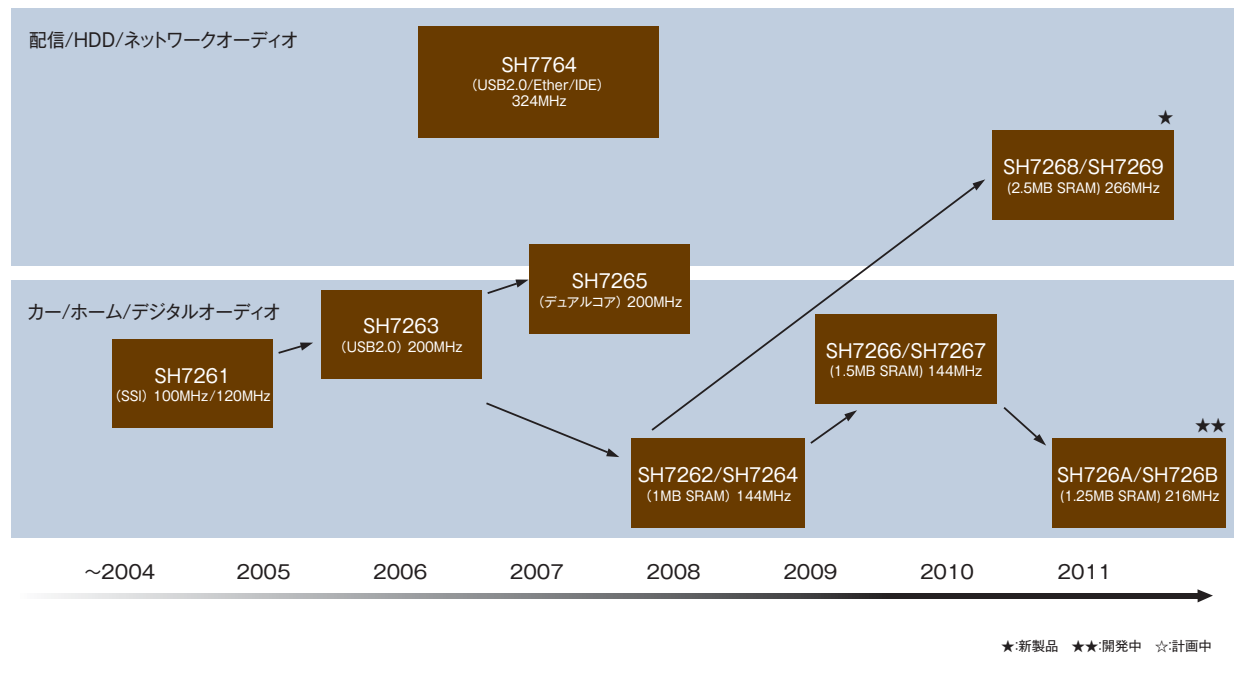 配信/HDD/ネットワークオーディオ
SH7764
(USB2.0/Ether/IDE)
324MHz
★
SH7268/SH7269
(2.5MB SRAM) 266MHz
SH7265
(デュアルコア) 200MHz
カー/ホーム/デジタルオーディオ
SH7263
(USB2.0) 200MHz
SH7261
(SSI) 100MHz/120MHz
SH7266/SH7267
(1.5MB SRAM) 144MHz
★★
SH7262/SH7264
(1MB SRAM) 144MHz
SH726A/SH726B
(1.25MB SRAM) 216MHz
～2004 2005 2006 2007 2008 2009 2010 2011
★:新製品 ★★:開発中 ☆:計画中